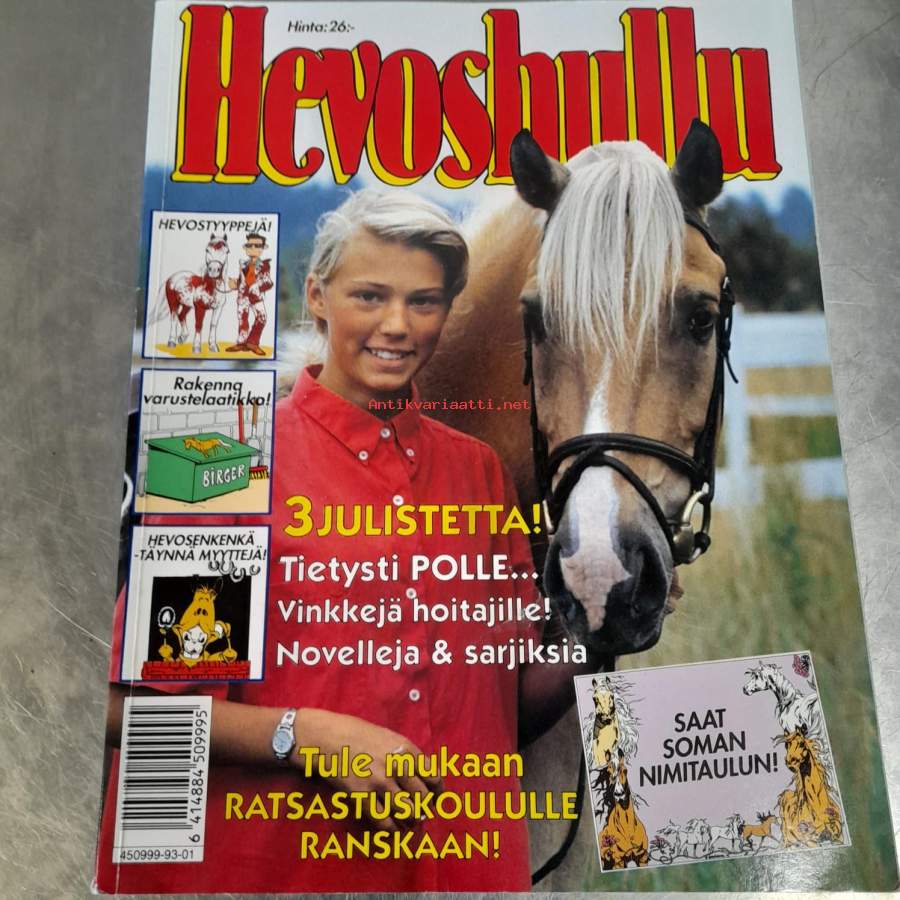 Hinta: 26:-
Hevoshullu
HEVOSTYYPPEJÄ!
Rakenna
varustelaatikko!
BIRGER
HEVOSENKENKÄ
-TÄYNNÄ MYYTTEJÄ!
Antikvariaatti.net
3 JULISTETTA!
Tietysti POLLE...
Vinkkejä hoitajille!
Novelleja & sarjiksia
SAAT
SOMAN
NIMITAULUN!
Tule mukaan
RATSASTUSKOULULLE
RANSKAAN!
6 414884 509995
450999-93-01